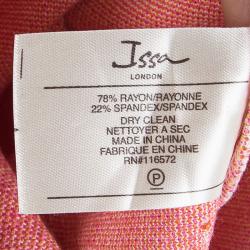 Issa
LONDON
78% RAYON/RAYONNE
22% SPANDEX/SPANDEX
DRY CLEAN
NETTOYER A SEC
MADE IN CHINA
FABRIQUE EN CHINE
RN#116572
P